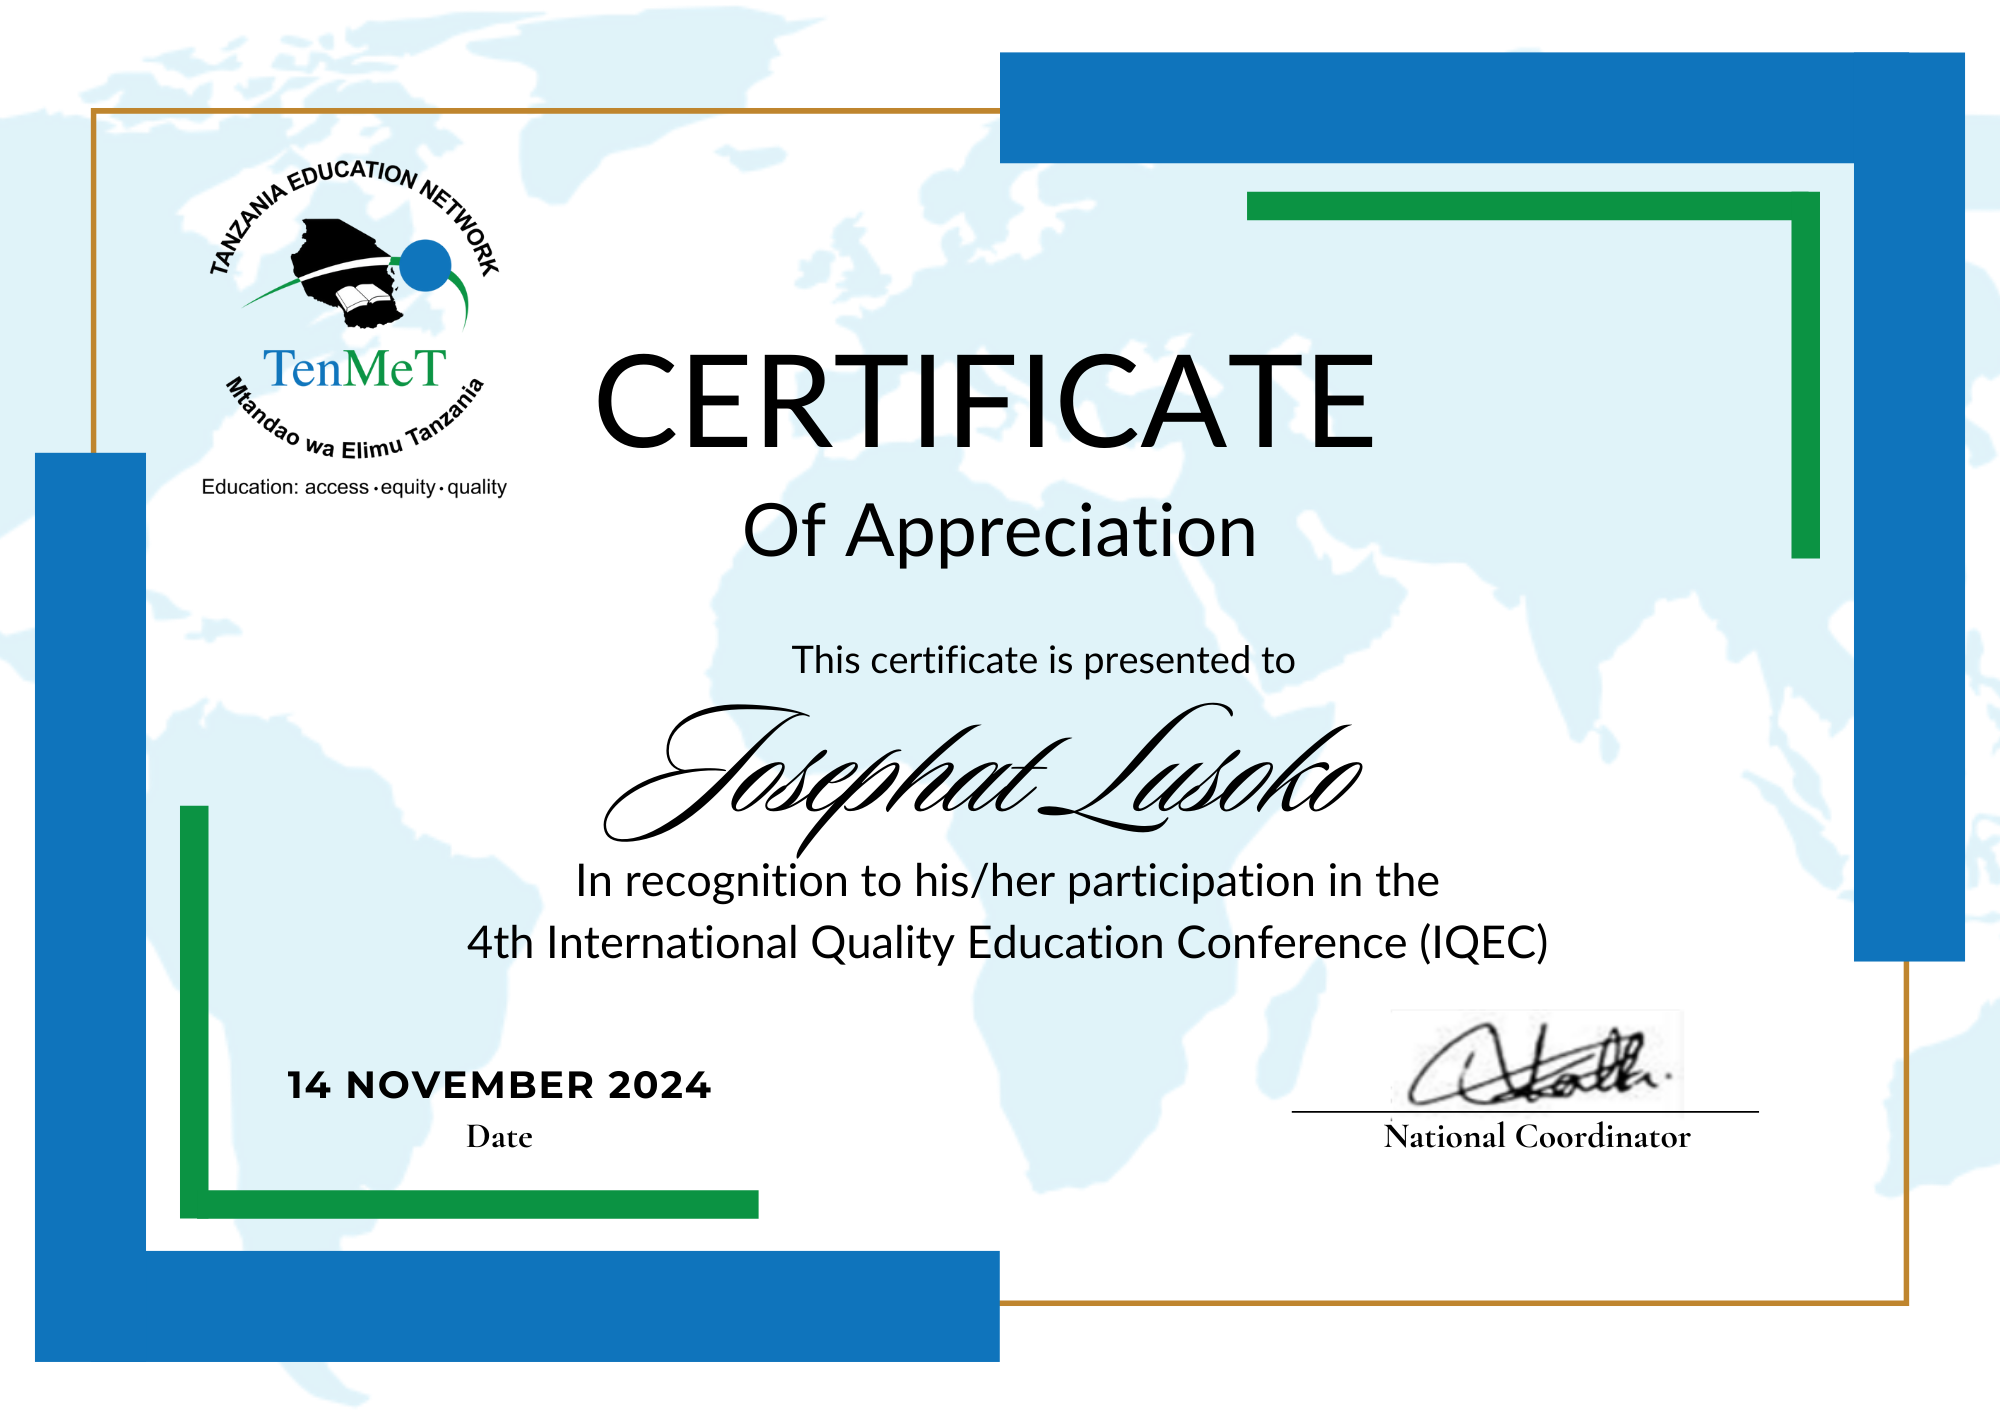 TANZANIA EDUCATION NETWORK
TenMeT
Mtandao wa Elimu Tanzania
Education: access • equity • quality
CERTIFICATE
Of Appreciation
This certificate is presented to
Josephat Lusoko
In recognition to his/her participation in the
4th International Quality Education Conference (IQEC)
14 NOVEMBER 2024
Date
National Coordinator